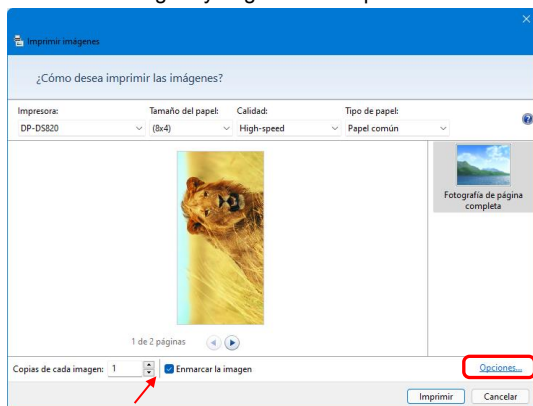 Imprimir imágenes
¿Cómo desea imprimir las imágenes?
Impresora: Tamaño del papel: Calidad: Tipo de papel:
DP-DS820 (8x4) High-speed Papel común
Fotografía de página
completa
1 de 2 páginas
Copias de cada imagen: 1 Enmarcar la imagen Opciones...
Imprimir Cancelar